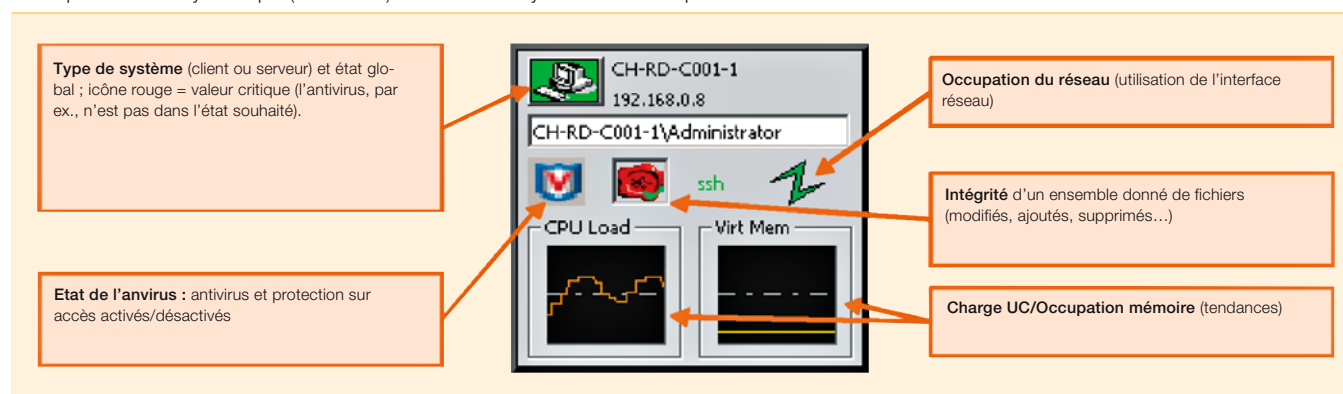 Type de système (client ou serveur) et état glo-
bal ; icône rouge = valeur critique (l'antivirus, par
ex., n'est pas dans l'état souhaité).
Etat de l'anvirus : antivirus et protection sur
accès activés/désactivés
CH-RD-C001-1
192.168.0.8
CH-RD-C001-1\Administrator
ssh
CPU Load
Virt Mem
Occupation du réseau (utilisation de l'interface
réseau)
Intégrité d'un ensemble donné de fichiers
(modifiés, ajoutés, supprimés…)
Charge UC/Occupation mémoire (tendances)